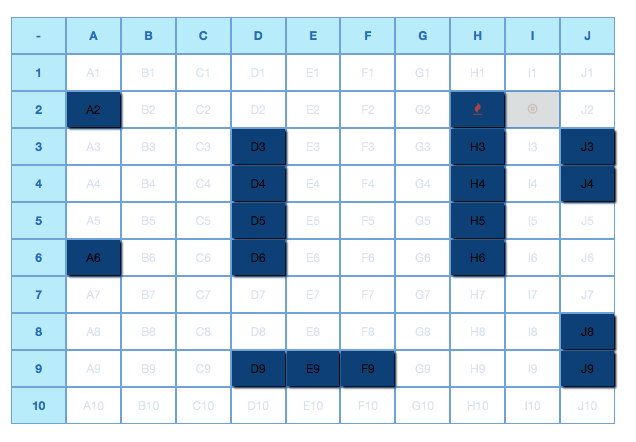 - A B C D E F G H I J
1 A1 B1 C1 D1 E1 F1 G1 H1 I1 J1
2 A2 B2 C2 D2 E2 F2 G2 J2
3 A3 B3 C3 D3 E3 F3 G3 H3 I3 J3
4 A4 B4 C4 D4 E4 F4 G4 H4 I4 J4
5 A5 B5 C5 D5 E5 F5 G5 H5 I5 J5
6 A6 B6 C6 D6 E6 F6 G6 H6 I6 J6
7 A7 B7 C7 D7 E7 F7 G7 H7 I7 J7
8 A8 B8 C8 D8 E8 F8 G8 H8 I8 J8
9 A9 B9 C9 D9 E9 F9 G9 H9 I9 J9
10 A10 B10 C10 D10 E10 F10 G10 H10 I10 J10